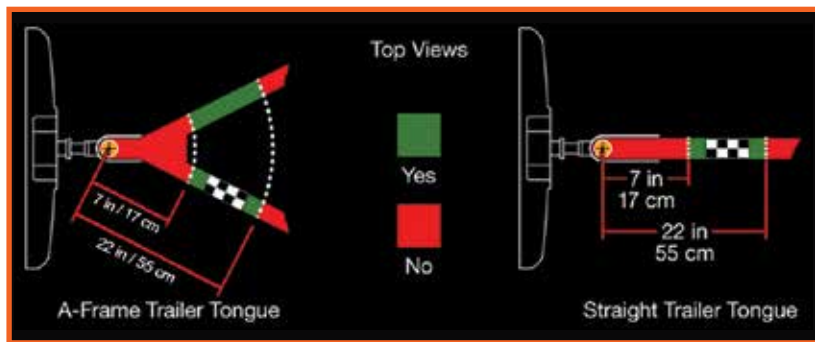 Top Views
Yes
No
7 in / 17 cm
22 in / 55 cm
A-Frame Trailer Tongue
7 in
17 cm
22 in
55 cm
Straight Trailer Tongue